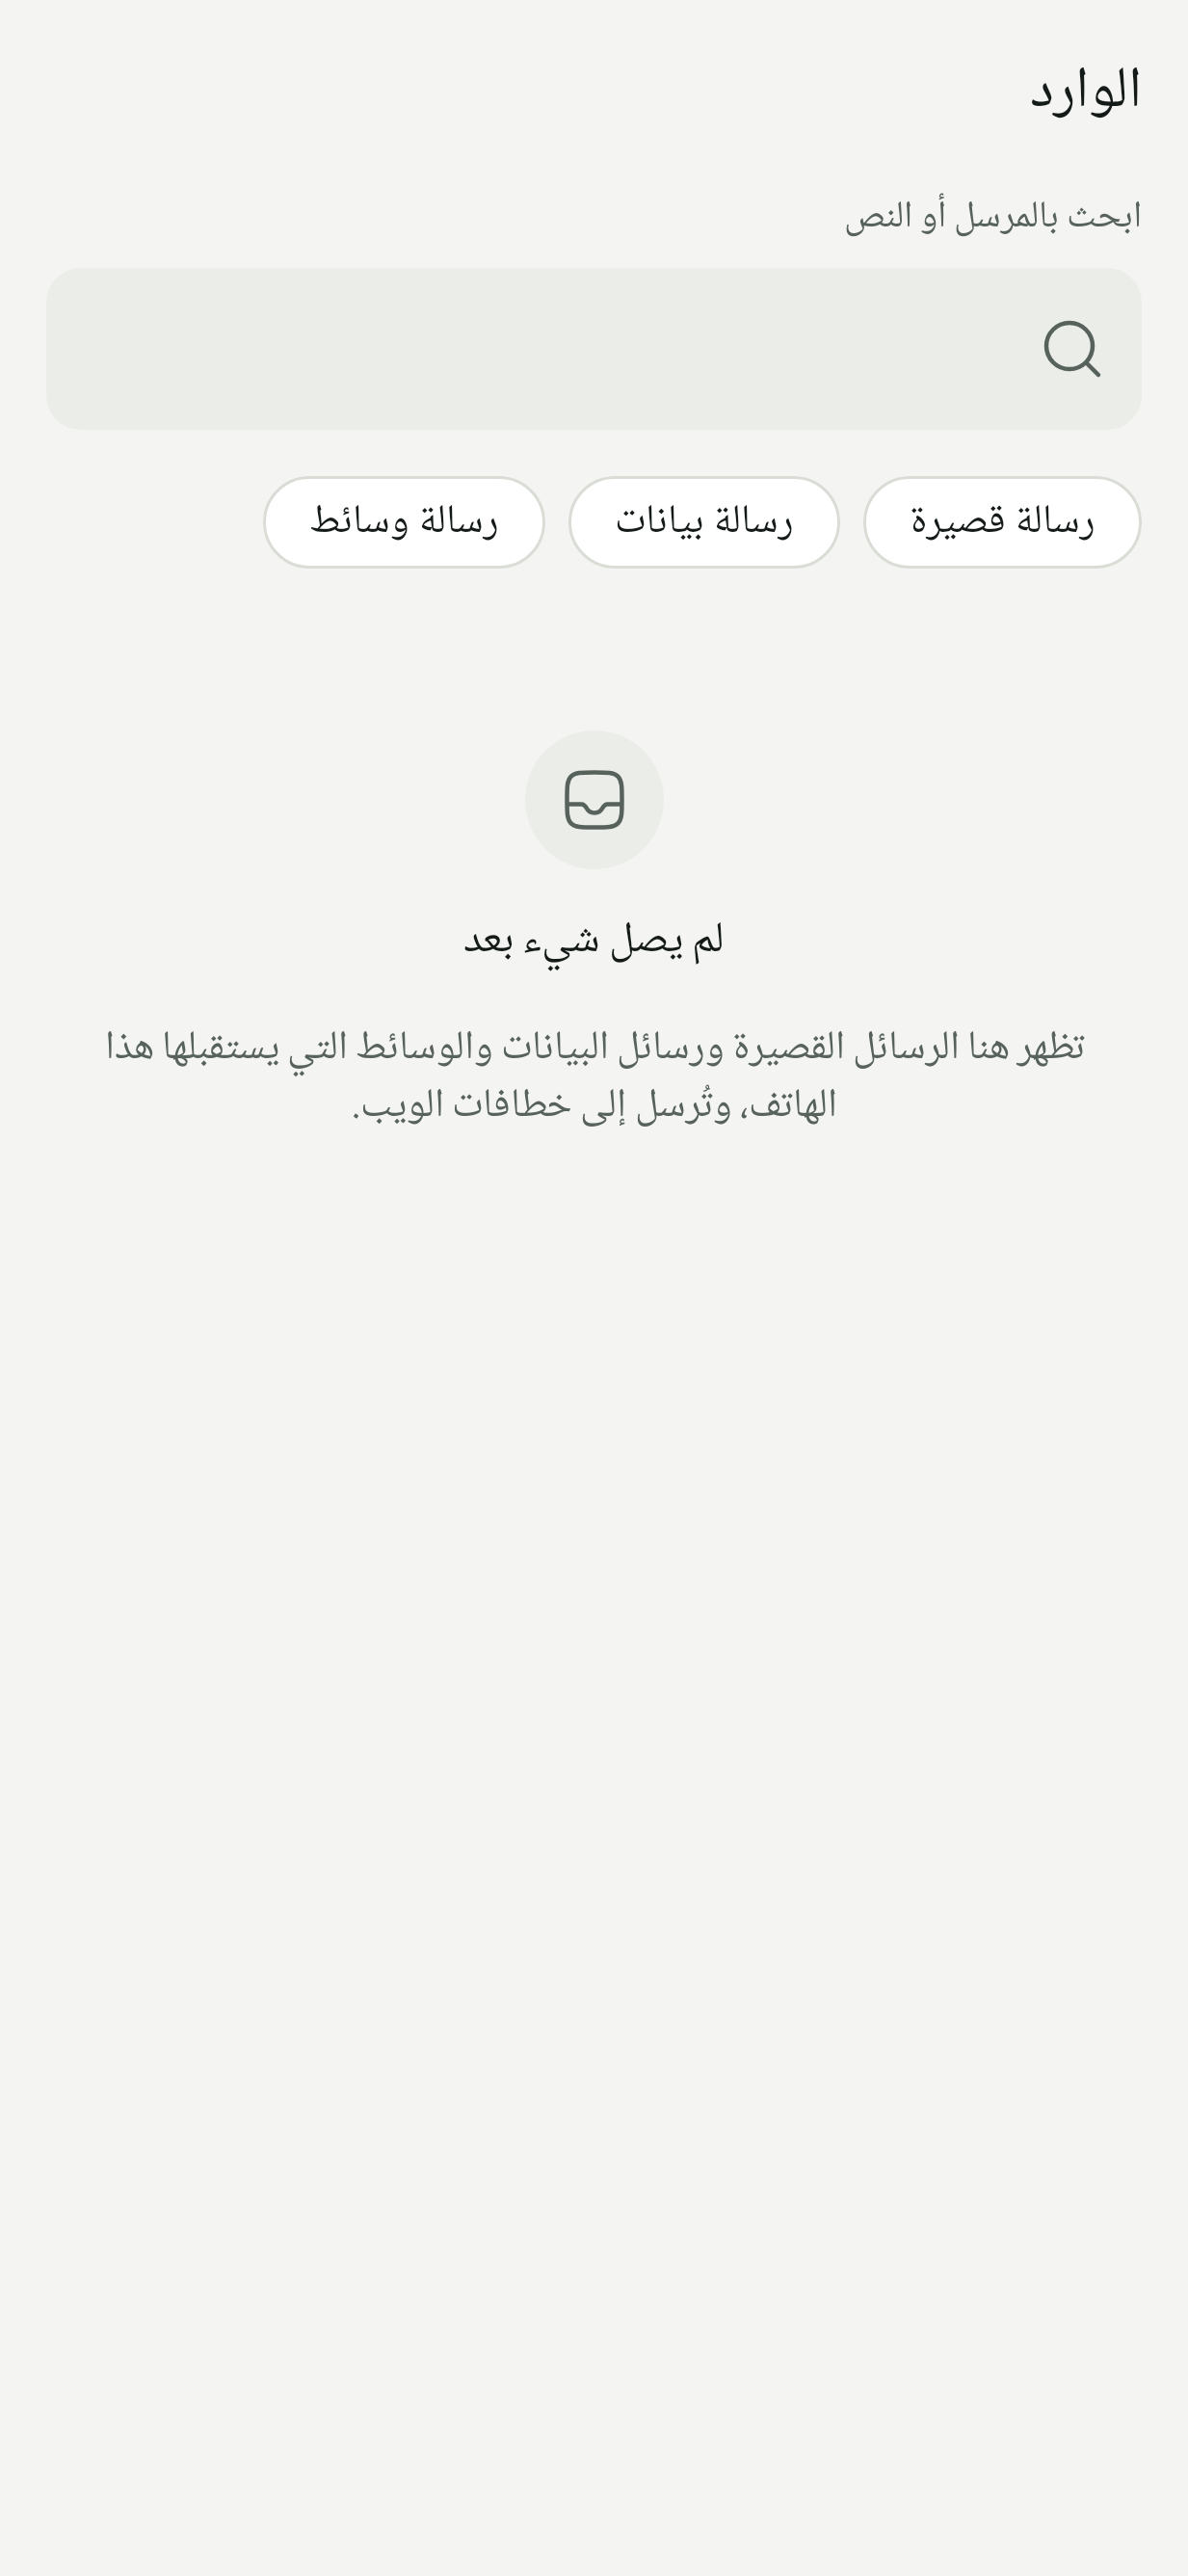 الوارد
ابحث بالمرسل أو النص
رسالة قصيرة
رسالة بيانات
رسالة وسائط
لم يصل شيء بعد
تظهر هنا الرسائل القصيرة ورسائل البيانات والوسائط التي يستقبلها هذا
الهاتف، وتُرسل إلى خطافات الويب.